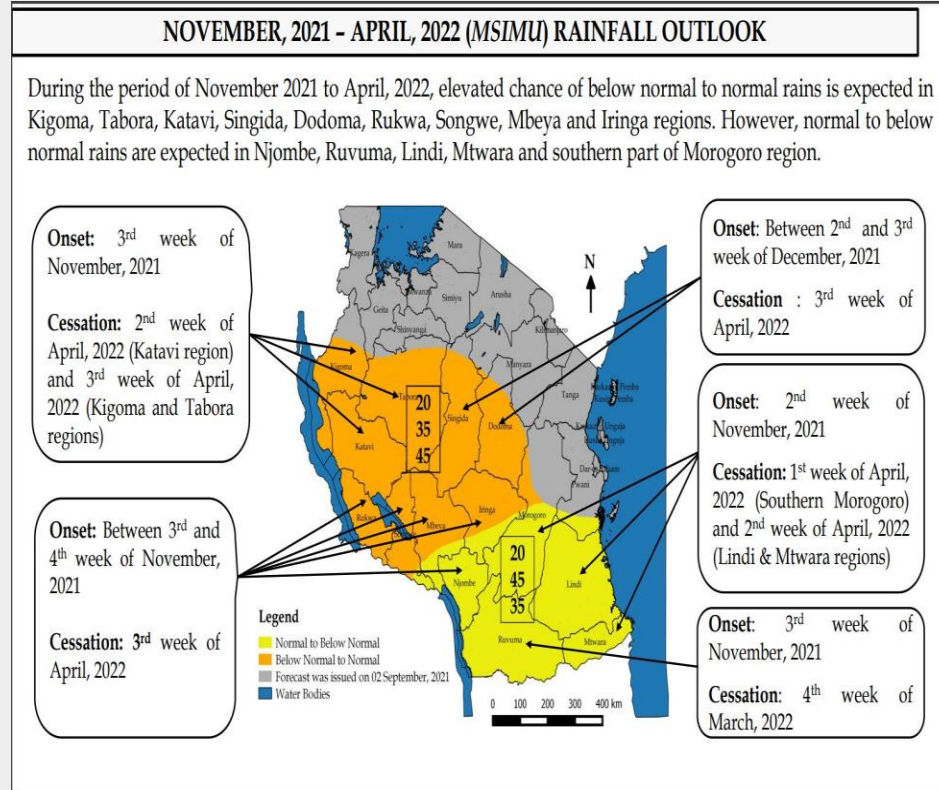 NOVEMBER, 2021 – APRIL, 2022 (MSIMU) RAINFALL OUTLOOK
During the period of November 2021 to April, 2022, elevated chance of below normal to normal rains is expected in
Kigoma, Tabora, Katavi, Singida, Dodoma, Rukwa, Songwe, Mbeya and Iringa regions. However, normal to below
normal rains are expected in Njombe, Ruvuma, Lindi, Mtwara and southern part of Morogoro region.
Onset: 3rd week of
November, 2021
Cessation: 2nd week of
April, 2022 (Katavi region)
and 3rd week of April,
2022 (Kigoma and Tabora
regions)
Onset: Between 3rd and
4th week of November,
2021
Cessation: 3rd week of
April, 2022
Kagera
Mara
Simiyu
Arusha
Geita
Shinyanga
Kilimanjaro
Manyara
Kigoma
Tanga
Tabora
Singida
Dodoma
Katavi
Pwani
Rukwa
Mbeya
Iringa
Morogoro
Njombe
Lindi
Ruvuma
Mtwara
20
35
45
20
45
35
N
Legend
Normal to Below Normal
Below Normal to Normal
Forecast was issued on 02 September, 2021
Water Bodies
0 100 200 300 400 km
Onset: Between 2nd and 3rd
week of December, 2021
Cessation : 3rd week of
April, 2022
Onset: 2nd week of
November, 2021
Cessation: 1st week of April,
2022 (Southern Morogoro)
and 2nd week of April, 2022
(Lindi & Mtwara regions)
Onset: 3rd week of
November, 2021
Cessation: 4th week of
March, 2022